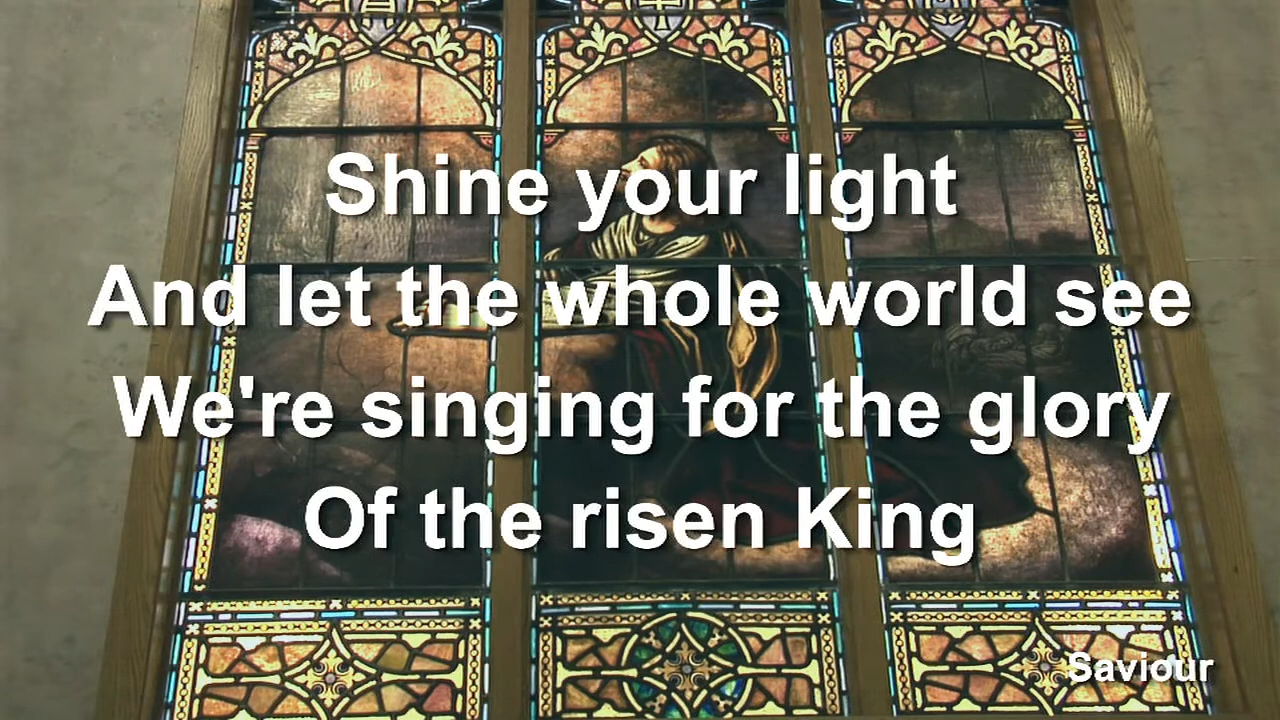 Shine your light
And let the whole world see
We're singing for the glory
Of the risen King
Saviour